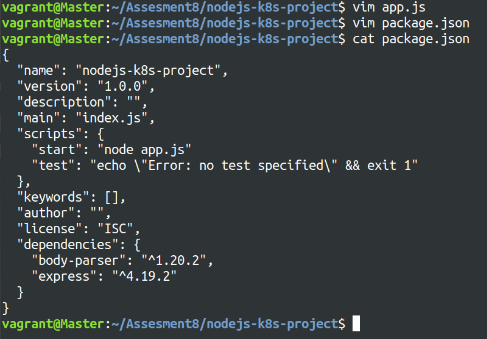 vagrant@Master:~/Assesment8/nodejs-k8s-project$ vim app.js
vagrant@Master:~/Assesment8/nodejs-k8s-project$ vim package.json
vagrant@Master:~/Assesment8/nodejs-k8s-project$ cat package.json
{
  "name": "nodejs-k8s-project",
  "version": "1.0.0",
  "description": "",
  "main": "index.js",
  "scripts": {
    "start": "node app.js"
    "test": "echo \"Error: no test specified\" && exit 1"
  },
  "keywords": [],
  "author": "",
  "license": "ISC",
  "dependencies": {
    "body-parser": "^1.20.2",
    "express": "^4.19.2"
  }
}
vagrant@Master:~/Assesment8/nodejs-k8s-project$